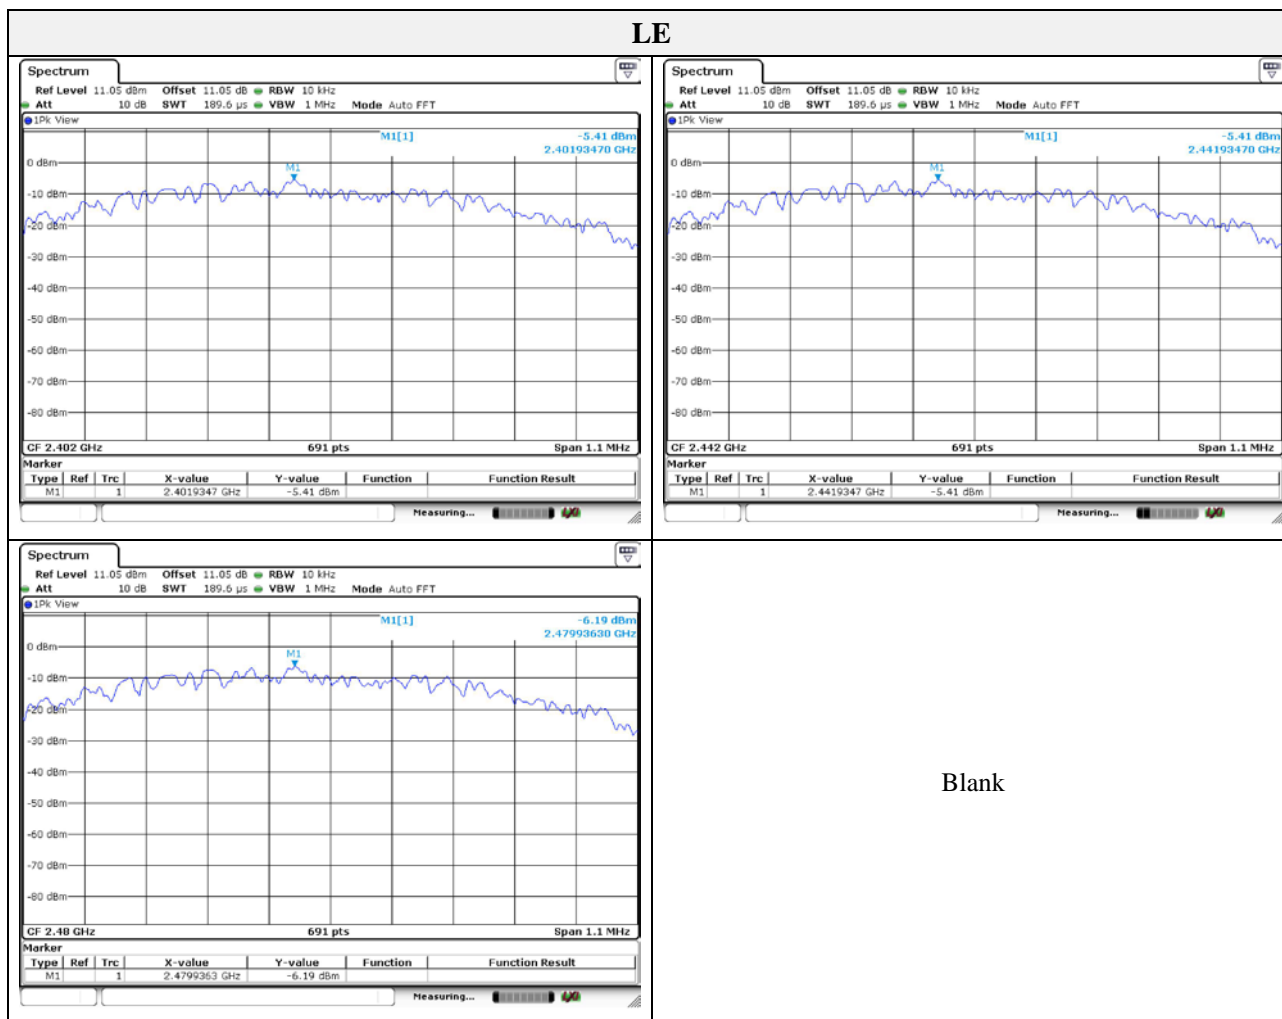 LE
Spectrum
Ref Level 11.05 dBm Offset 11.05 dB RBW 10 kHz
Att 10 dB SWT 189.6 µs VBW 1 MHz Mode Auto FFT
1Pk View
M1[1] -5.41 dBm
2.40193470 GHz
M1
0 dBm
-10 dBm
-20 dBm
-30 dBm
-40 dBm
-50 dBm
-60 dBm
-70 dBm
-80 dBm
CF 2.402 GHz 691 pts Span 1.1 MHz
Marker
Type Ref Trc X-value Y-value Function Function Result
M1 1 2.4019347 GHz -5.41 dBm
Measuring...
Spectrum
Ref Level 11.05 dBm Offset 11.05 dB RBW 10 kHz
Att 10 dB SWT 189.6 µs VBW 1 MHz Mode Auto FFT
1Pk View
M1[1] -5.41 dBm
2.44193470 GHz
M1
0 dBm
-10 dBm
-20 dBm
-30 dBm
-40 dBm
-50 dBm
-60 dBm
-70 dBm
-80 dBm
CF 2.442 GHz 691 pts Span 1.1 MHz
Marker
Type Ref Trc X-value Y-value Function Function Result
M1 1 2.4419347 GHz -5.41 dBm
Measuring...
Spectrum
Ref Level 11.05 dBm Offset 11.05 dB RBW 10 kHz
Att 10 dB SWT 189.6 µs VBW 1 MHz Mode Auto FFT
1Pk View
M1[1] -6.19 dBm
2.47993630 GHz
M1
0 dBm
-10 dBm
-20 dBm
-30 dBm
-40 dBm
-50 dBm
-60 dBm
-70 dBm
-80 dBm
CF 2.48 GHz 691 pts Span 1.1 MHz
Marker
Type Ref Trc X-value Y-value Function Function Result
M1 1 2.4799363 GHz -6.19 dBm
Measuring...
Blank